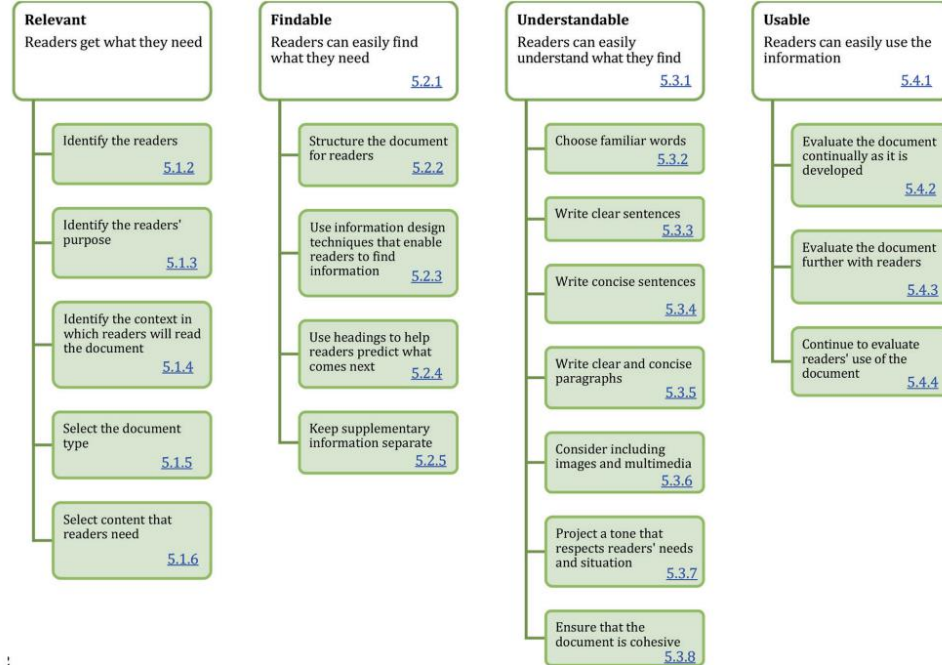 Relevant
Readers get what they need
Identify the readers
5.1.2
Identify the readers'
purpose
5.1.3
Identify the context in
which readers will read
the document
5.1.4
Select the document
type
5.1.5
Select content that
readers need
5.1.6
Findable
Readers can easily find
what they need
5.2.1
Structure the document
for readers
5.2.2
Use information design
techniques that enable
readers to find
information
5.2.3
Use headings to help
readers predict what
comes next
5.2.4
Keep supplementary
information separate
5.2.5
Understandable
Readers can easily
understand what they find
5.3.1
Choose familiar words
5.3.2
Write clear sentences
5.3.3
Write concise sentences
5.3.4
Write clear and concise
paragraphs
5.3.5
Consider including
images and multimedia
5.3.6
Project a tone that
respects readers' needs
and situation
5.3.7
Ensure that the
document is cohesive
5.3.8
Usable
Readers can easily use the
information
5.4.1
Evaluate the document
continually as it is
developed
5.4.2
Evaluate the document
further with readers
5.4.3
Continue to evaluate
readers' use of the
document
5.4.4